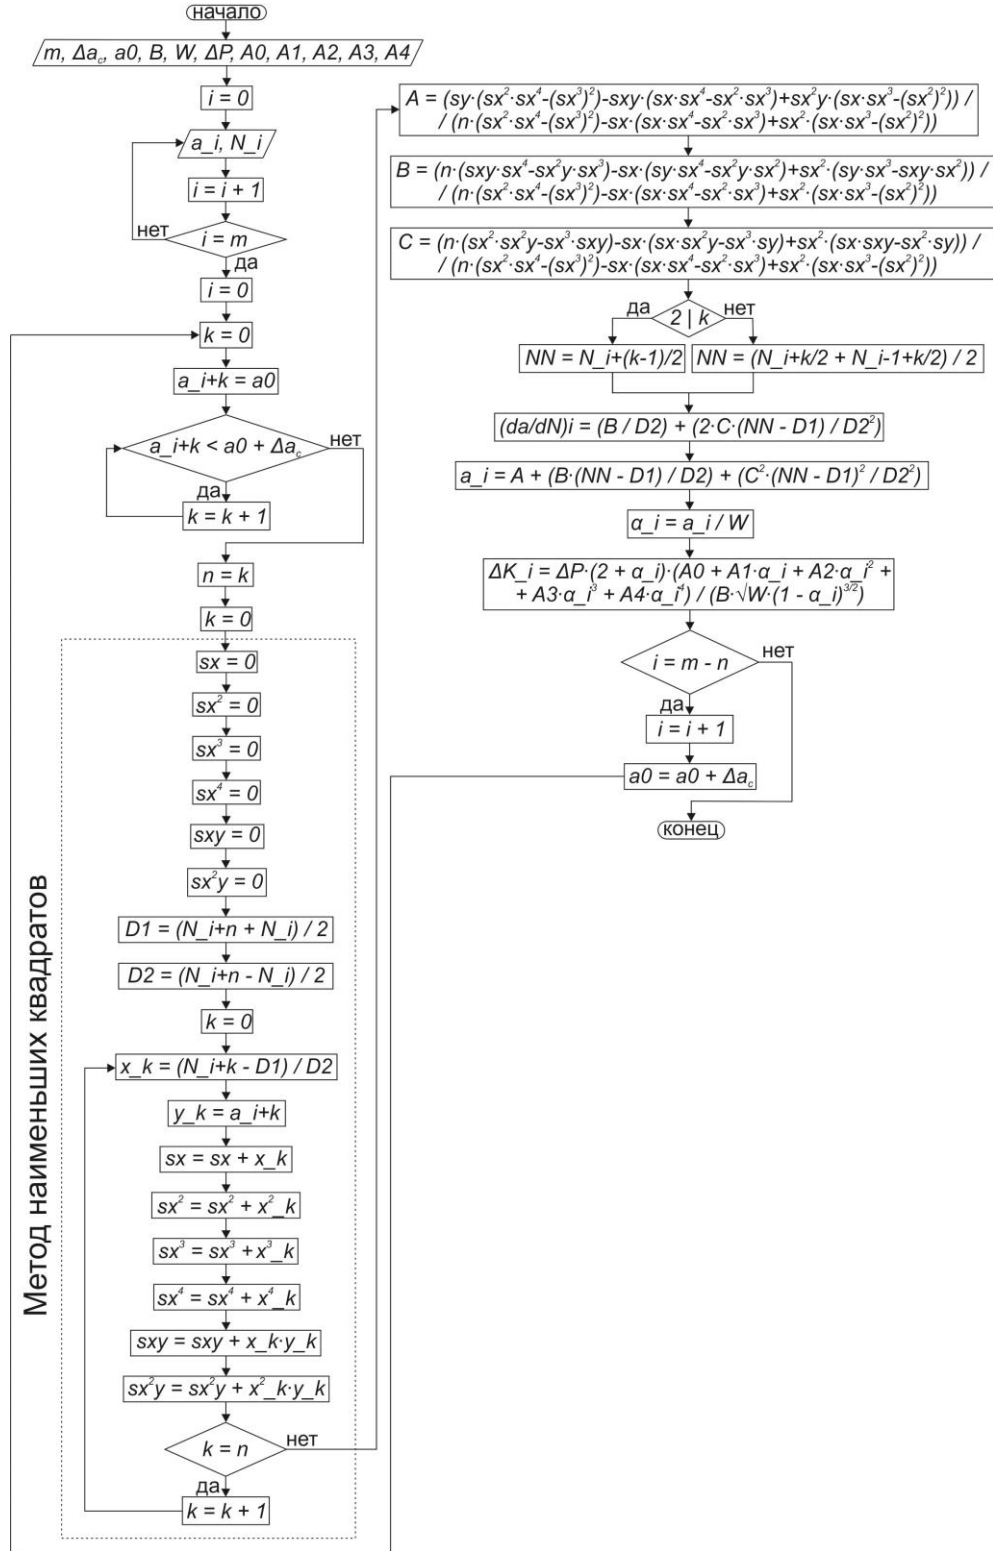 начало
m, Δa_c, a0, B, W, ΔP, A0, A1, A2, A3, A4
i = 0
a_i, N_i
i = i + 1
нет
i = m
да
i = 0
k = 0
a_i+k = a0
a_i+k < a0 + Δa_c
нет
да
k = k + 1
n = k
k = 0
Метод наименьших квадратов
sx = 0
sx² = 0
sx³ = 0
sx⁴ = 0
sxy = 0
sx²y = 0
D1 = (N_i+n + N_i) / 2
D2 = (N_i+n - N_i) / 2
k = 0
x_k = (N_i+k - D1) / D2
y_k = a_i+k
sx = sx + x_k
sx² = sx² + x²_k
sx³ = sx³ + x³_k
sx⁴ = sx⁴ + x⁴_k
sxy = sxy + x_k·y_k
sx²y = sx²y + x²_k·y_k
k = n
нет
да
k = k + 1
A = (sy·(sx²·sx⁴-(sx³)²)-sxy·(sx·sx⁴-sx²·sx³)+sx²y·(sx·sx³-(sx²)²)) /
/ (n·(sx²·sx⁴-(sx³)²)-sx·(sx·sx⁴-sx²·sx³)+sx²·(sx·sx³-(sx²)²))
B = (n·(sxy·sx⁴-sx²y·sx³)-sx·(sy·sx⁴-sx²y·sx²)+sx²·(sy·sx³-sxy·sx²)) /
/ (n·(sx²·sx⁴-(sx³)²)-sx·(sx·sx⁴-sx²·sx³)+sx²·(sx·sx³-(sx²)²))
C = (n·(sx²·sx²y-sx³·sxy)-sx·(sx·sx²y-sx³·sy)+sx²·(sx·sxy-sx²·sy)) /
/ (n·(sx²·sx⁴-(sx³)²)-sx·(sx·sx⁴-sx²·sx³)+sx²·(sx·sx³-(sx²)²))
да
2 | k
нет
NN = N_i+(k-1)/2
NN = (N_i+k/2 + N_i-1+k/2) / 2
(da/dN)i = (B / D2) + (2·C·(NN - D1) / D2²)
a_i = A + (B·(NN - D1) / D2) + (C²·(NN - D1)² / D2²)
α_i = a_i / W
ΔK_i = ΔP·(2 + α_i)·(A0 + A1·α_i + A2·α_i² +
+ A3·α_i³ + A4·α_i⁴) / (B·√W·(1 - α_i)^3/2)
i = m - n
нет
да
i = i + 1
a0 = a0 + Δa_c
конец